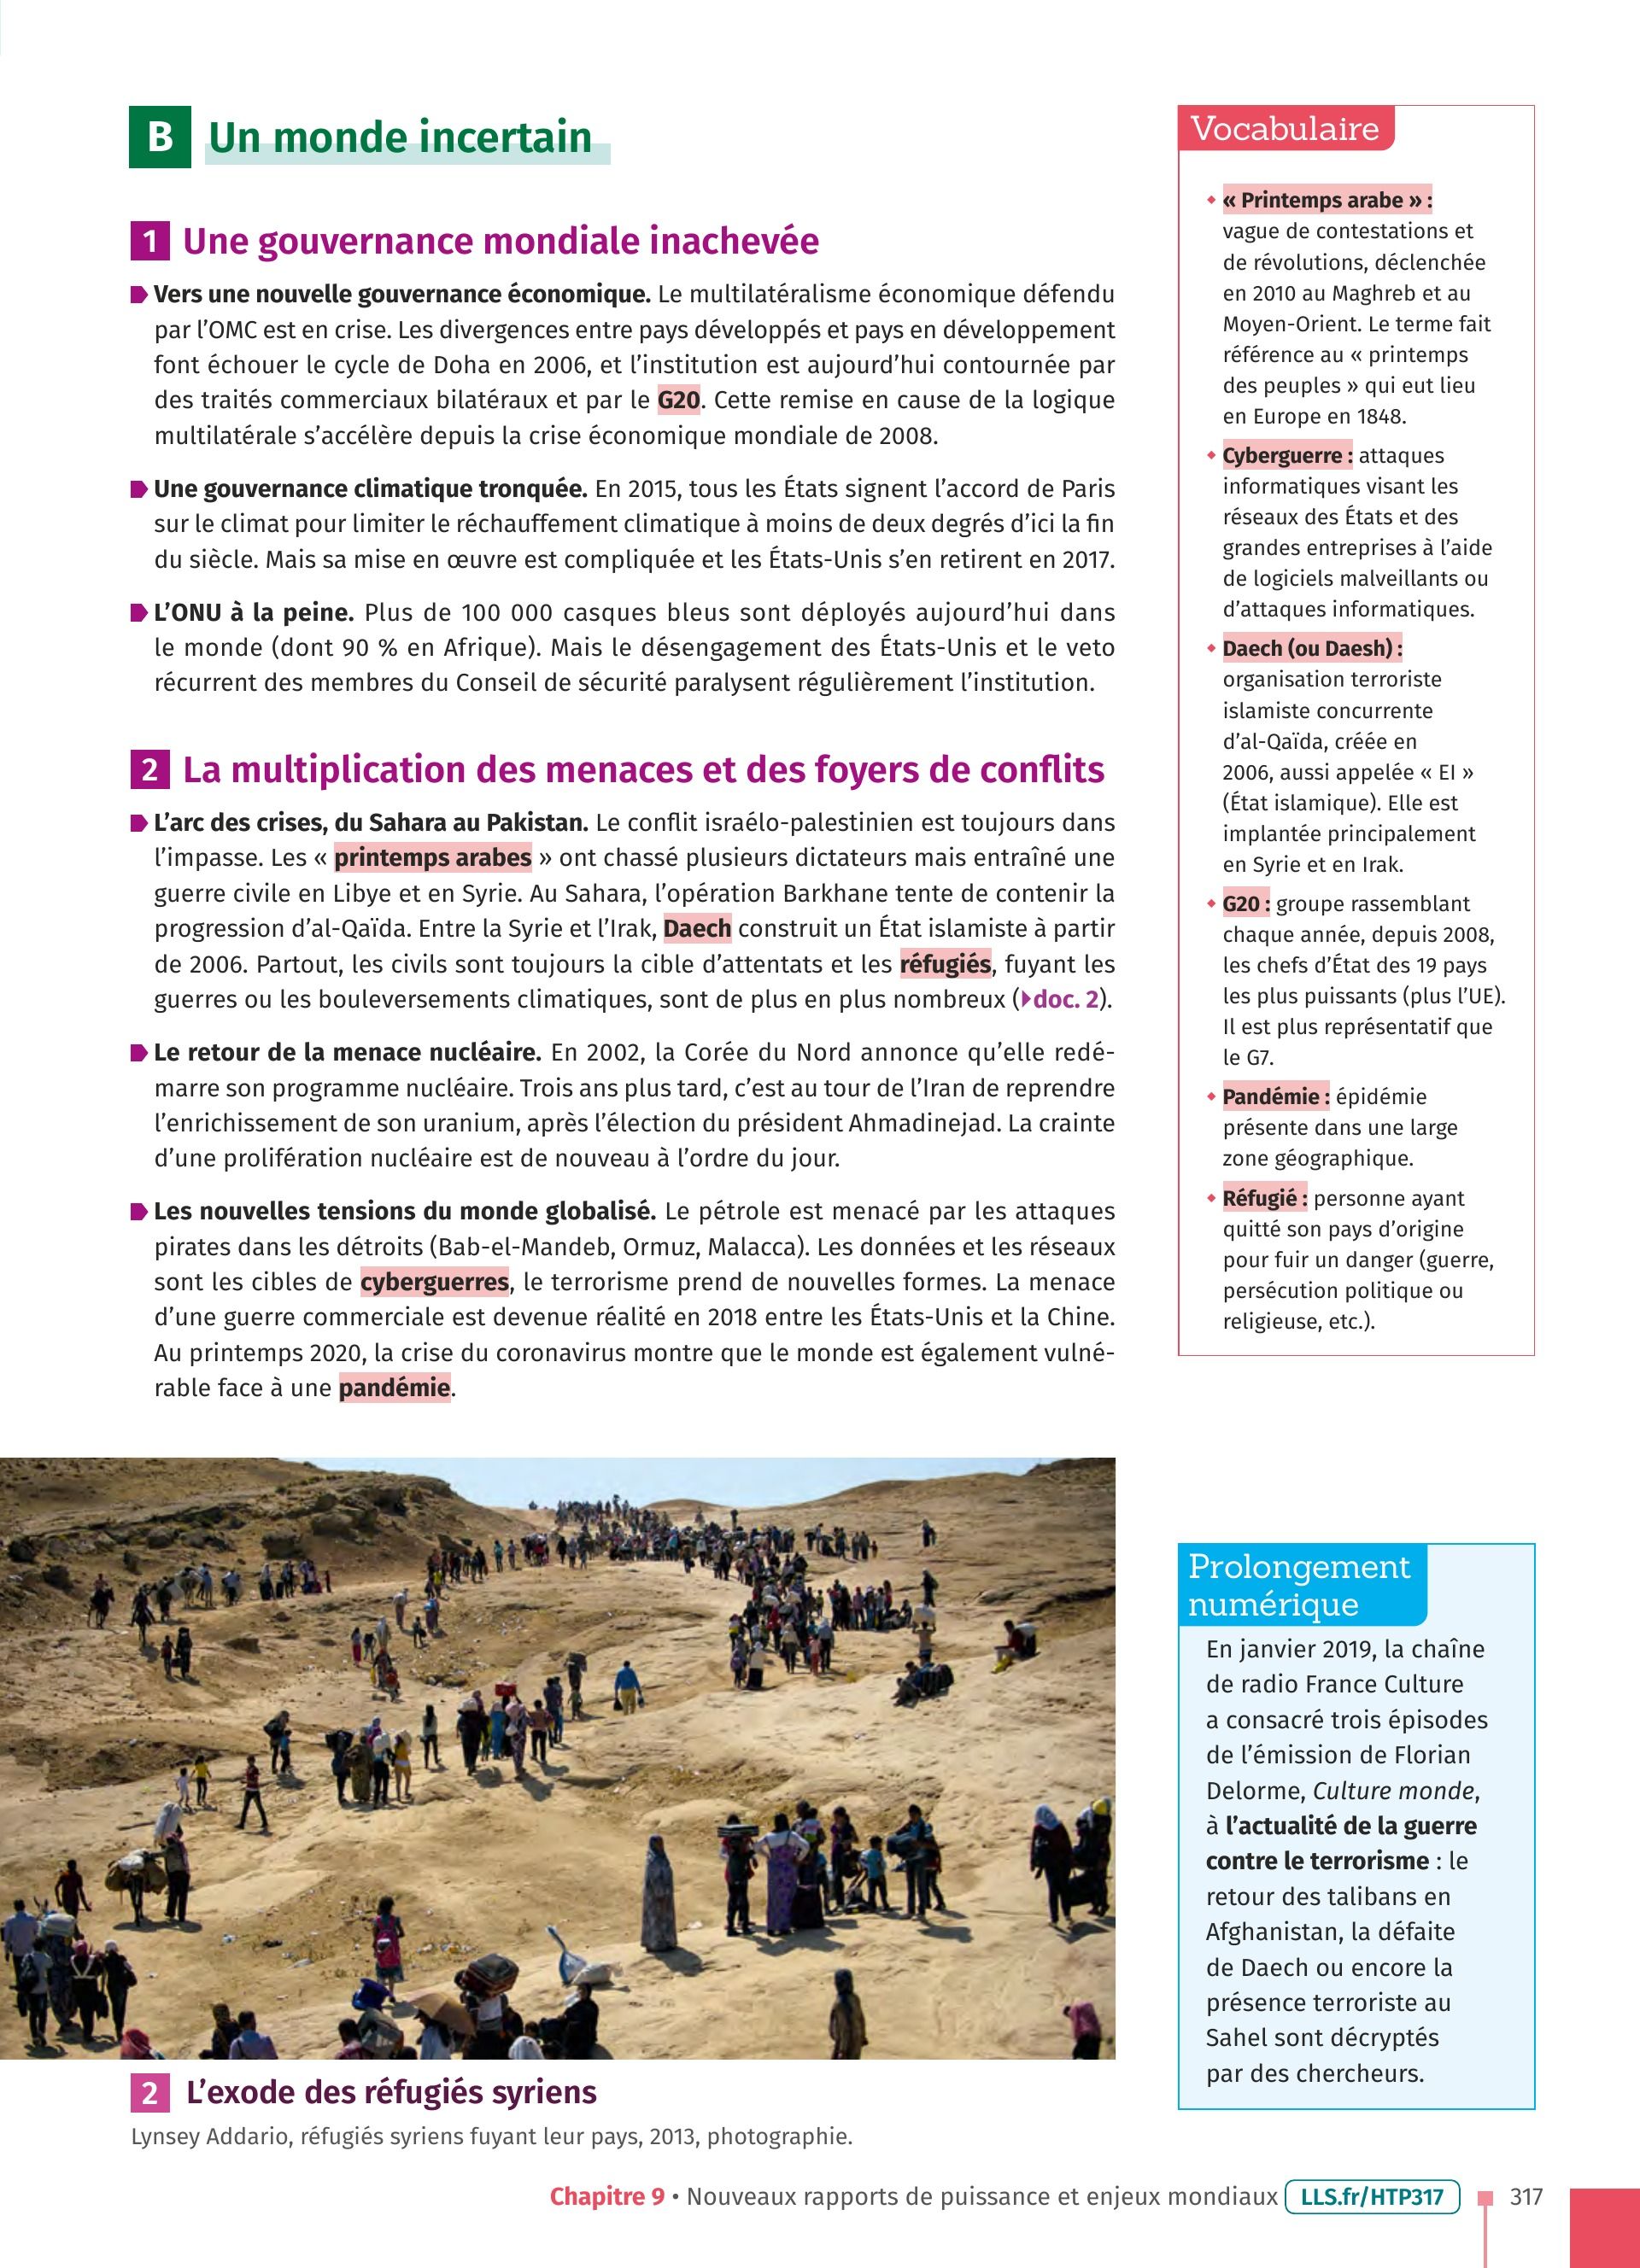 B Un monde incertain
1 Une gouvernance mondiale inachevée
Vers une nouvelle gouvernance économique. Le multilatéralisme économique défendu
par l'OMC est en crise. Les divergences entre pays développés et pays en développement
font échouer le cycle de Doha en 2006, et l'institution est aujourd'hui contournée par
des traités commerciaux bilatéraux et par le G20. Cette remise en cause de la logique
multilatérale s'accélère depuis la crise économique mondiale de 2008.
Une gouvernance climatique tronquée. En 2015, tous les États signent l'accord de Paris
sur le climat pour limiter le réchauffement climatique à moins de deux degrés d'ici la fin
du siècle. Mais sa mise en œuvre est compliquée et les États-Unis s'en retirent en 2017.
L'ONU à la peine. Plus de 100 000 casques bleus sont déployés aujourd'hui dans
le monde (dont 90 % en Afrique). Mais le désengagement des États-Unis et le veto
récurrent des membres du Conseil de sécurité paralysent régulièrement l'institution.
2 La multiplication des menaces et des foyers de conflits
L'arc des crises, du Sahara au Pakistan. Le conflit israélo-palestinien est toujours dans
l'impasse. Les « printemps arabes » ont chassé plusieurs dictateurs mais entraîné une
guerre civile en Libye et en Syrie. Au Sahara, l'opération Barkhane tente de contenir la
progression d'al-Qaïda. Entre la Syrie et l'Irak, Daech construit un État islamiste à partir
de 2006. Partout, les civils sont toujours la cible d'attentats et les réfugiés, fuyant les
guerres ou les bouleversements climatiques, sont de plus en plus nombreux (doc. 2).
Le retour de la menace nucléaire. En 2002, la Corée du Nord annonce qu'elle redé-
marre son programme nucléaire. Trois ans plus tard, c'est au tour de l'Iran de reprendre
l'enrichissement de son uranium, après l'élection du président Ahmadinejad. La crainte
d'une prolifération nucléaire est de nouveau à l'ordre du jour.
Les nouvelles tensions du monde globalisé. Le pétrole est menacé par les attaques
pirates dans les détroits (Bab-el-Mandeb, Ormuz, Malacca). Les données et les réseaux
sont les cibles de cyberguerres, le terrorisme prend de nouvelles formes. La menace
d'une guerre commerciale est devenue réalité en 2018 entre les États-Unis et la Chine.
Au printemps 2020, la crise du coronavirus montre que le monde est également vulné-
rable face à une pandémie.
2 L'exode des réfugiés syriens
Lynsey Addario, réfugiés syriens fuyant leur pays, 2013, photographie.
Vocabulaire
« Printemps arabe » :
vague de contestations et
de révolutions, déclenchée
en 2010 au Maghreb et au
Moyen-Orient. Le terme fait
référence au « printemps
des peuples » qui eut lieu
en Europe en 1848.
Cyberguerre : attaques
informatiques visant les
réseaux des États et des
grandes entreprises à l'aide
de logiciels malveillants ou
d'attaques informatiques.
Daech (ou Daesh) :
organisation terroriste
islamiste concurrente
d'al-Qaïda, créée en
2006, aussi appelée « EI »
(État islamique). Elle est
implantée principalement
en Syrie et en Irak.
G20 : groupe rassemblant
chaque année, depuis 2008,
les chefs d'État des 19 pays
les plus puissants (plus l'UE).
Il est plus représentatif que
le G7.
Pandémie : épidémie
présente dans une large
zone géographique.
Réfugié : personne ayant
quitté son pays d'origine
pour fuir un danger (guerre,
persécution politique ou
religieuse, etc.).
Prolongement
numérique
En janvier 2019, la chaîne
de radio France Culture
a consacré trois épisodes
de l'émission de Florian
Delorme, Culture monde,
à l'actualité de la guerre
contre le terrorisme : le
retour des talibans en
Afghanistan, la défaite
de Daech ou encore la
présence terroriste au
Sahel sont décryptés
par des chercheurs.
Chapitre 9 • Nouveaux rapports de puissance et enjeux mondiaux LLS.fr/HTP317 317